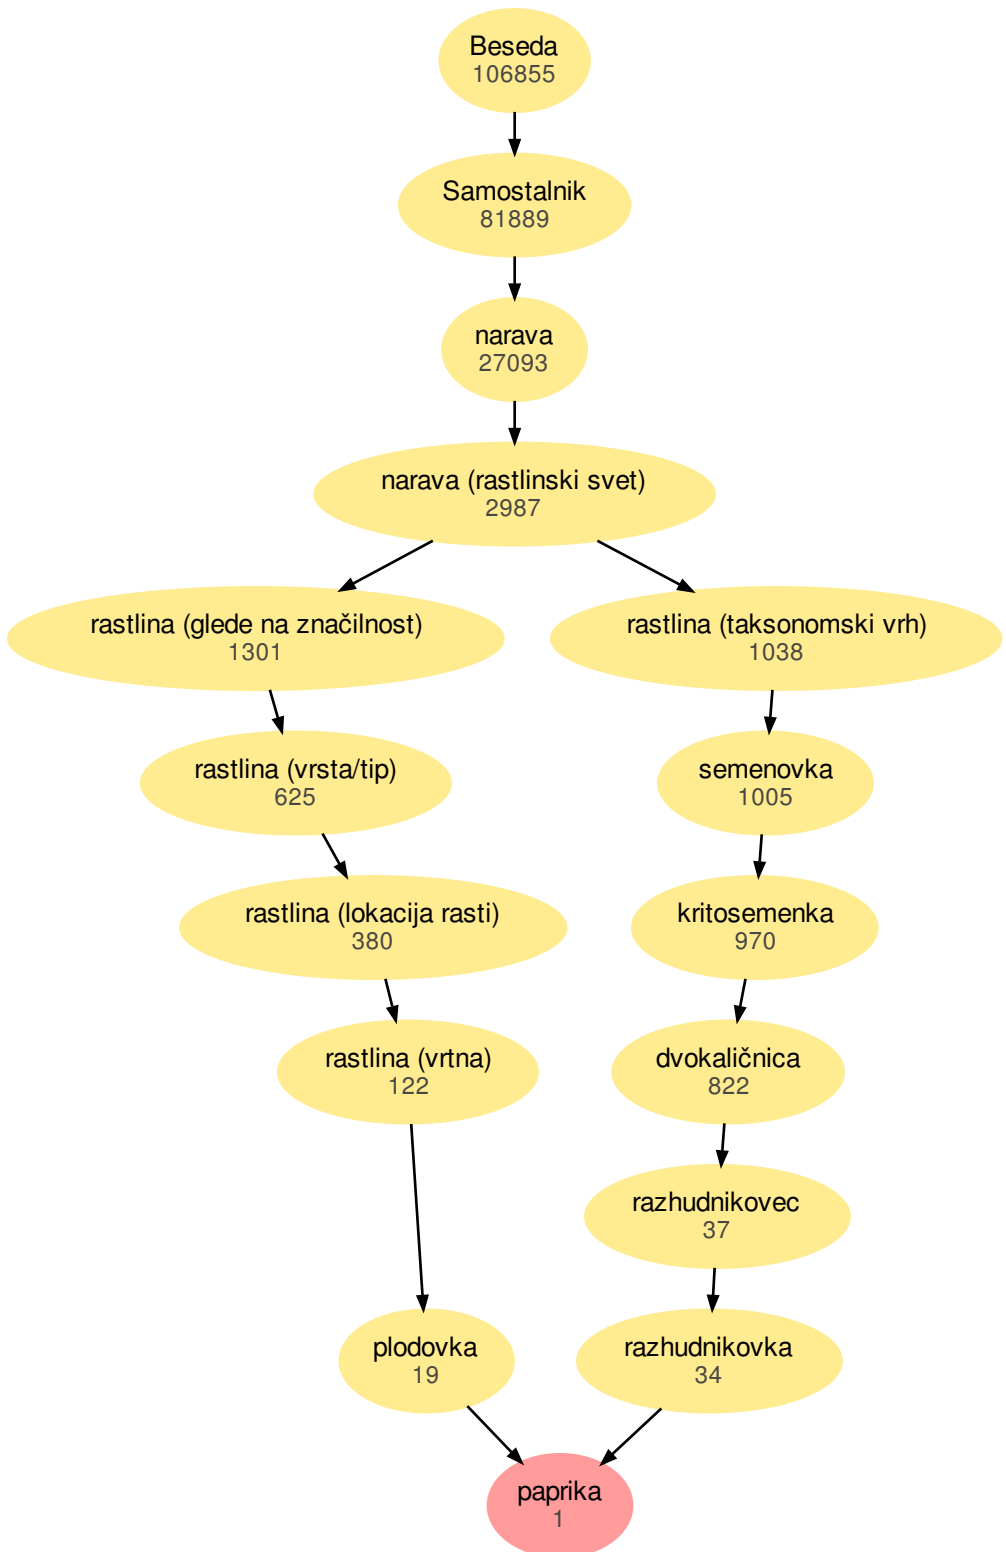 Beseda
106855
Samostalnik
81889
narava
27093
narava (rastlinski svet)
2987
rastlina (glede na značilnost)
1301
rastlina (taksonomski vrh)
1038
rastlina (vrsta/tip)
625
semenovka
1005
rastlina (lokacija rasti)
380
kritosemenka
970
rastlina (vrtna)
122
dvokaličnica
822
razhudnikovec
37
plodovka
19
razhudnikovka
34
paprika
1